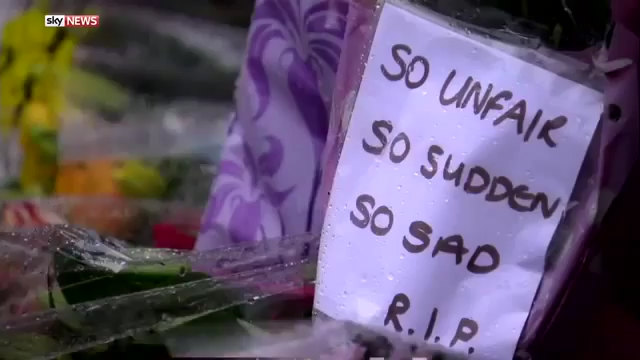 sky NEWS
SO UNFAIR
SO SUDDEN
SO SAD
R.I.P.